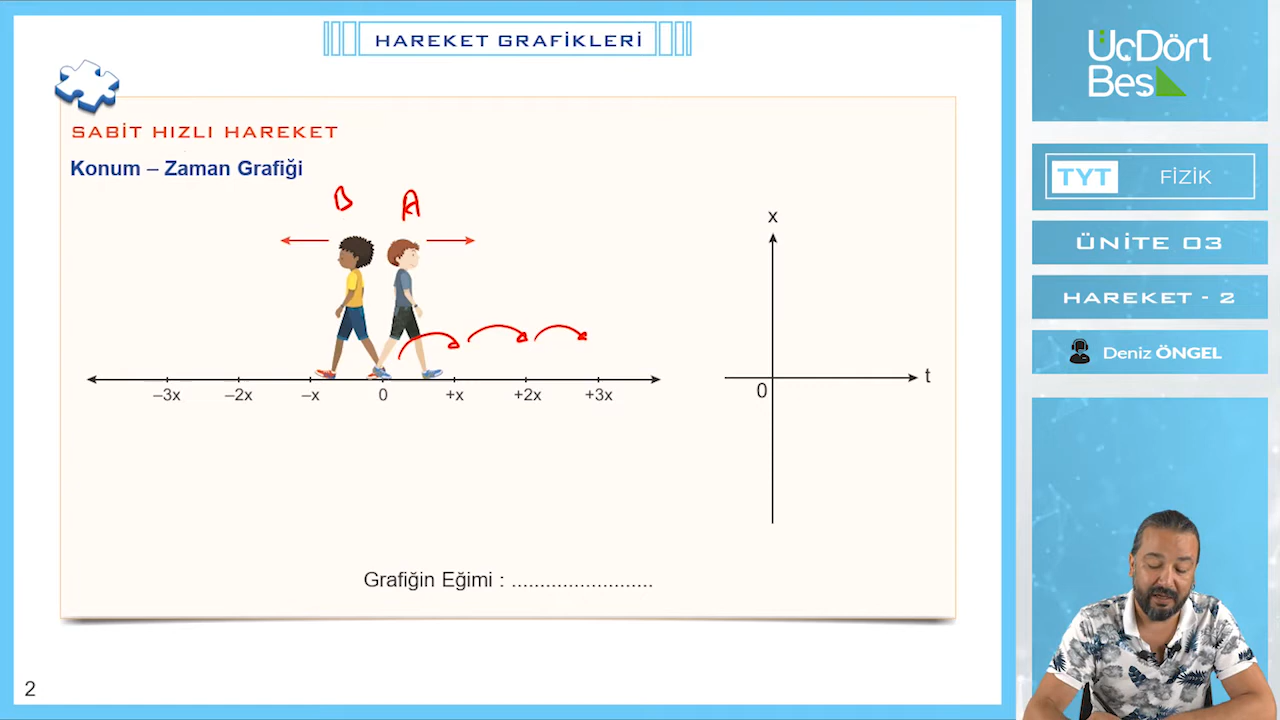 HAREKET GRAFİKLERİ
SABİT HIZLI HAREKET
Konum – Zaman Grafiği
B A
–3x –2x –x 0 +x +2x +3x
x
0
t
Grafiğin Eğimi : .........................
2
ÜçDört
Beş
TYT FİZİK
ÜNİTE 03
HAREKET - 2
Deniz ÖNGEL